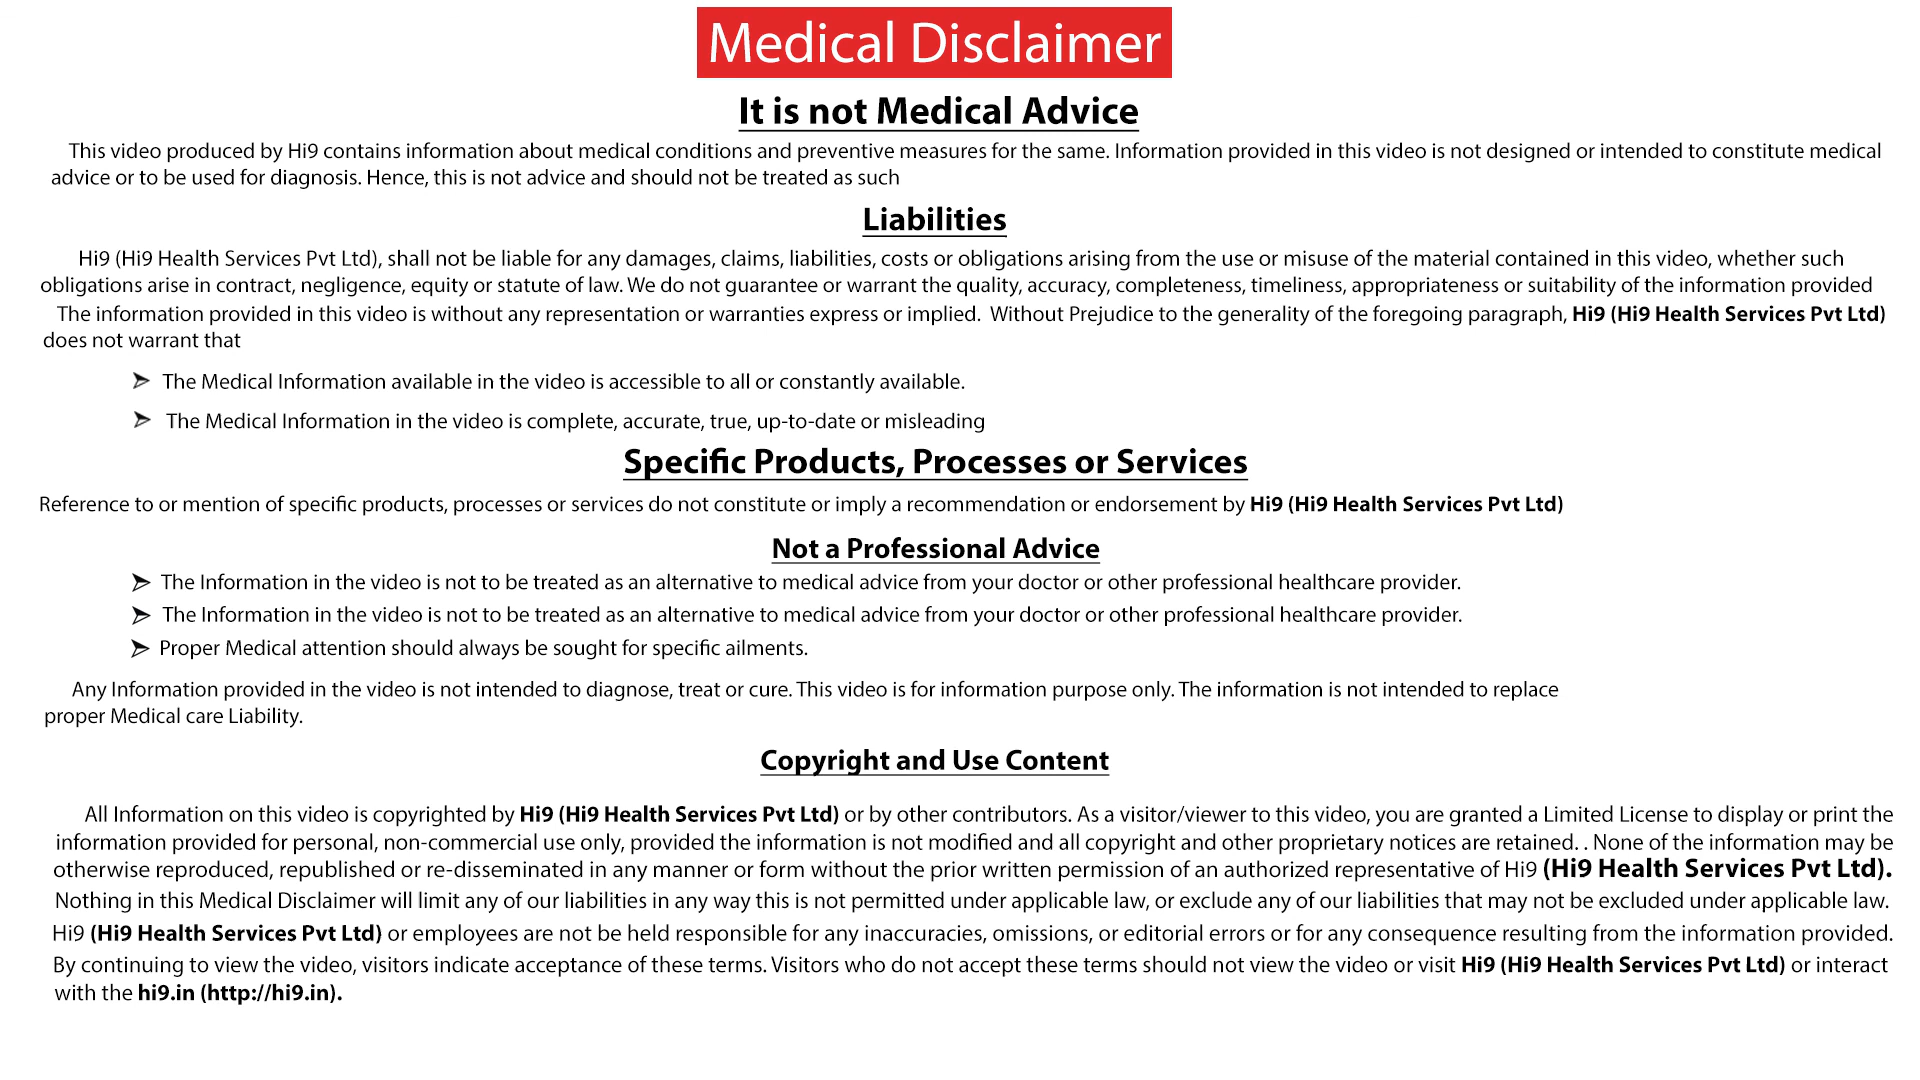 Medical Disclaimer
It is not Medical Advice
This video produced by Hi9 contains information about medical conditions and preventive measures for the same. Information provided in this video is not designed or intended to constitute medical
advice or to be used for diagnosis. Hence, this is not advice and should not be treated as such
Liabilities
Hi9 (Hi9 Health Services Pvt Ltd), shall not be liable for any damages, claims, liabilities, costs or obligations arising from the use or misuse of the material contained in this video, whether such
obligations arise in contract, negligence, equity or statute of law. We do not guarantee or warrant the quality, accuracy, completeness, timeliness, appropriateness or suitability of the information provided
The information provided in this video is without any representation or warranties express or implied. Without Prejudice to the generality of the foregoing paragraph, Hi9 (Hi9 Health Services Pvt Ltd)
does not warrant that
➢ The Medical Information available in the video is accessible to all or constantly available.
➢ The Medical Information in the video is complete, accurate, true, up-to-date or misleading
Specific Products, Processes or Services
Reference to or mention of specific products, processes or services do not constitute or imply a recommendation or endorsement by Hi9 (Hi9 Health Services Pvt Ltd)
Not a Professional Advice
➢ The Information in the video is not to be treated as an alternative to medical advice from your doctor or other professional healthcare provider.
➢ The Information in the video is not to be treated as an alternative to medical advice from your doctor or other professional healthcare provider.
➢ Proper Medical attention should always be sought for specific ailments.
Any Information provided in the video is not intended to diagnose, treat or cure. This video is for information purpose only. The information is not intended to replace
proper Medical care Liability.
Copyright and Use Content
All Information on this video is copyrighted by Hi9 (Hi9 Health Services Pvt Ltd) or by other contributors. As a visitor/viewer to this video, you are granted a Limited License to display or print the
information provided for personal, non-commercial use only, provided the information is not modified and all copyright and other proprietary notices are retained. . None of the information may be
otherwise reproduced, republished or re-disseminated in any manner or form without the prior written permission of an authorized representative of Hi9 (Hi9 Health Services Pvt Ltd).
Nothing in this Medical Disclaimer will limit any of our liabilities in any way this is not permitted under applicable law, or exclude any of our liabilities that may not be excluded under applicable law.
Hi9 (Hi9 Health Services Pvt Ltd) or employees are not be held responsible for any inaccuracies, omissions, or editorial errors or for any consequence resulting from the information provided.
By continuing to view the video, visitors indicate acceptance of these terms. Visitors who do not accept these terms should not view the video or visit Hi9 (Hi9 Health Services Pvt Ltd) or interact
with the hi9.in (http://hi9.in).